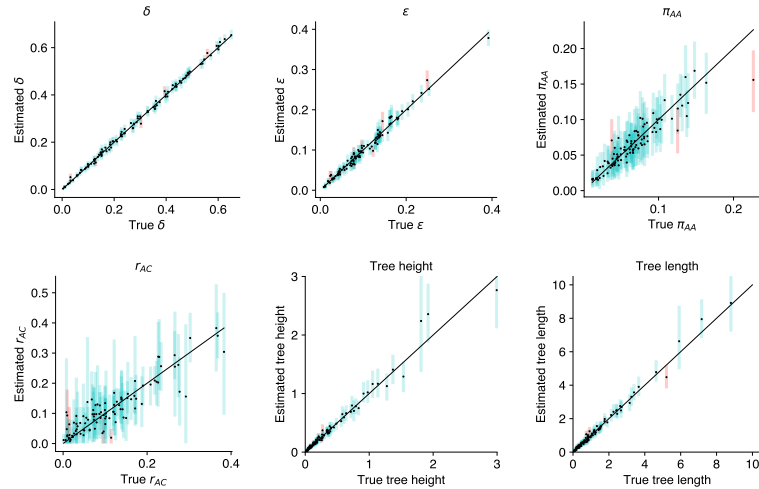 δ
Estimated δ
0.6
0.4
0.2
0.0
0.0 0.2 0.4 0.6
True δ
ε
Estimated ε
0.4
0.3
0.2
0.1
0.0
0.0 0.2 0.4
True ε
π_AA
Estimated π_AA
0.20
0.15
0.10
0.05
0.00
0.1 0.2
True π_AA
r_AC
Estimated r_AC
0.5
0.4
0.3
0.2
0.1
0.0
0.0 0.2 0.4
True r_AC
Tree height
Estimated tree height
3
2
1
0
0 1 2 3
True tree height
Tree length
Estimated tree length
10
8
6
4
2
0
0 2 4 6 8 10
True tree length